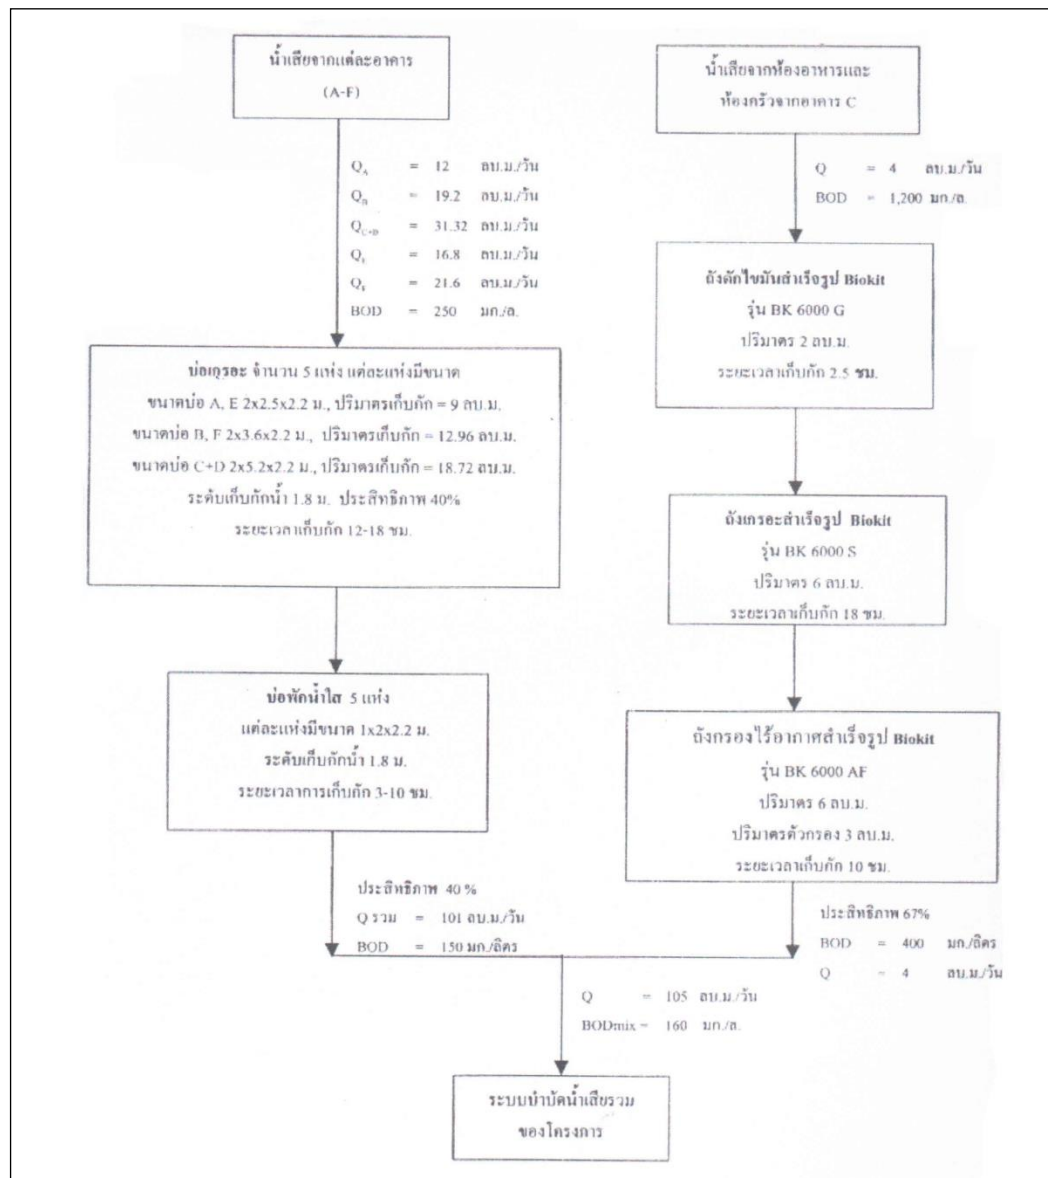 น้ำเสียจากแต่ละอาคาร
(A-F)
Q_A = 12 ลบ.ม./วัน
Q_B = 19.2 ลบ.ม./วัน
Q_C+D = 31.32 ลบ.ม./วัน
Q_E = 16.8 ลบ.ม./วัน
Q_F = 21.6 ลบ.ม./วัน
BOD = 250 มก./ล.
บ่อเกรอะ จำนวน 5 แห่ง แต่ละแห่งมีขนาด
ขนาดบ่อ A, E 2x2.5x2.2 ม., ปริมาตรเก็บกัก = 9 ลบ.ม.
ขนาดบ่อ B, F 2x3.6x2.2 ม., ปริมาตรเก็บกัก = 12.96 ลบ.ม.
ขนาดบ่อ C+D 2x5.2x2.2 ม., ปริมาตรเก็บกัก = 18.72 ลบ.ม.
ระดับเก็บกักน้ำ 1.8 ม. ประสิทธิภาพ 40%
ระยะเวลาเก็บกัก 12-18 ชม.
บ่อพักน้ำใส 5 แห่ง
แต่ละแห่งมีขนาด 1x2x2.2 ม.
ระดับเก็บกักน้ำ 1.8 ม.
ระยะเวลาการเก็บกัก 3-10 ชม.
ประสิทธิภาพ 40 %
Q รวม = 101 ลบ.ม./วัน
BOD = 150 มก./ลิตร
น้ำเสียจากห้องอาหารและ
ห้องครัวจากอาคาร C
Q = 4 ลบ.ม./วัน
BOD = 1,200 มก./ล.
ถังดักไขมันสำเร็จรูป Biokit
รุ่น BK 6000 G
ปริมาตร 2 ลบ.ม.
ระยะเวลาเก็บกัก 2.5 ชม.
ถังเกรอะสำเร็จรูป Biokit
รุ่น BK 6000 S
ปริมาตร 6 ลบ.ม.
ระยะเวลาเก็บกัก 18 ชม.
ถังกรองไร้อากาศสำเร็จรูป Biokit
รุ่น BK 6000 AF
ปริมาตร 6 ลบ.ม.
ปริมาตรตัวกรอง 3 ลบ.ม.
ระยะเวลาเก็บกัก 10 ชม.
ประสิทธิภาพ 67%
BOD = 400 มก./ลิตร
Q = 4 ลบ.ม./วัน
Q = 105 ลบ.ม./วัน
BODmix = 160 มก./ล.
ระบบบำบัดน้ำเสียรวม
ของโครงการ